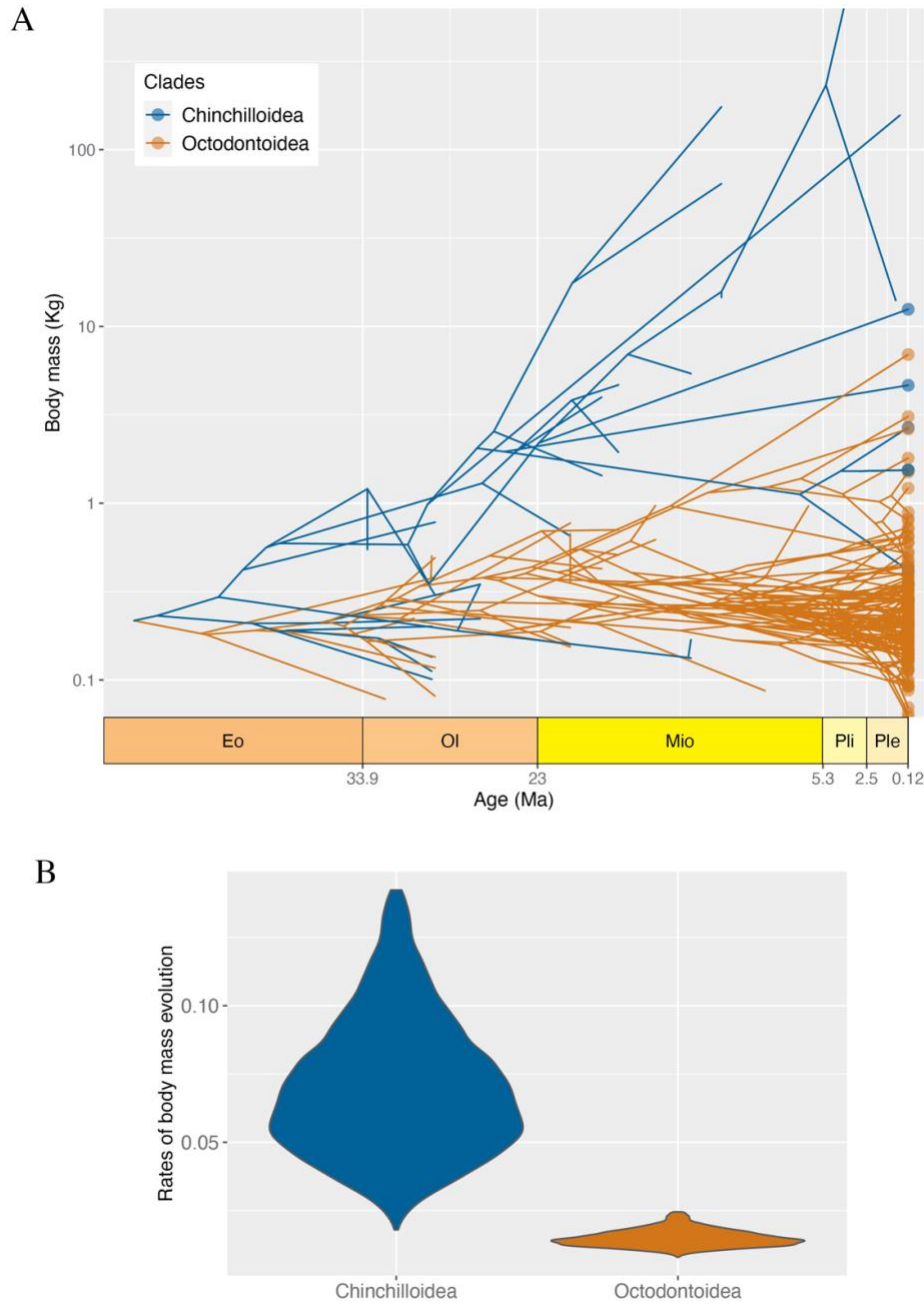 A
Clades
Chinchilloidea
Octodontoidea
100
10
1
0.1
Body mass (Kg)
Eo Ol Mio Pli Ple
33.9 23 5.3 2.5 0.12
Age (Ma)
B
0.10
0.05
Rates of body mass evolution
Chinchilloidea Octodontoidea